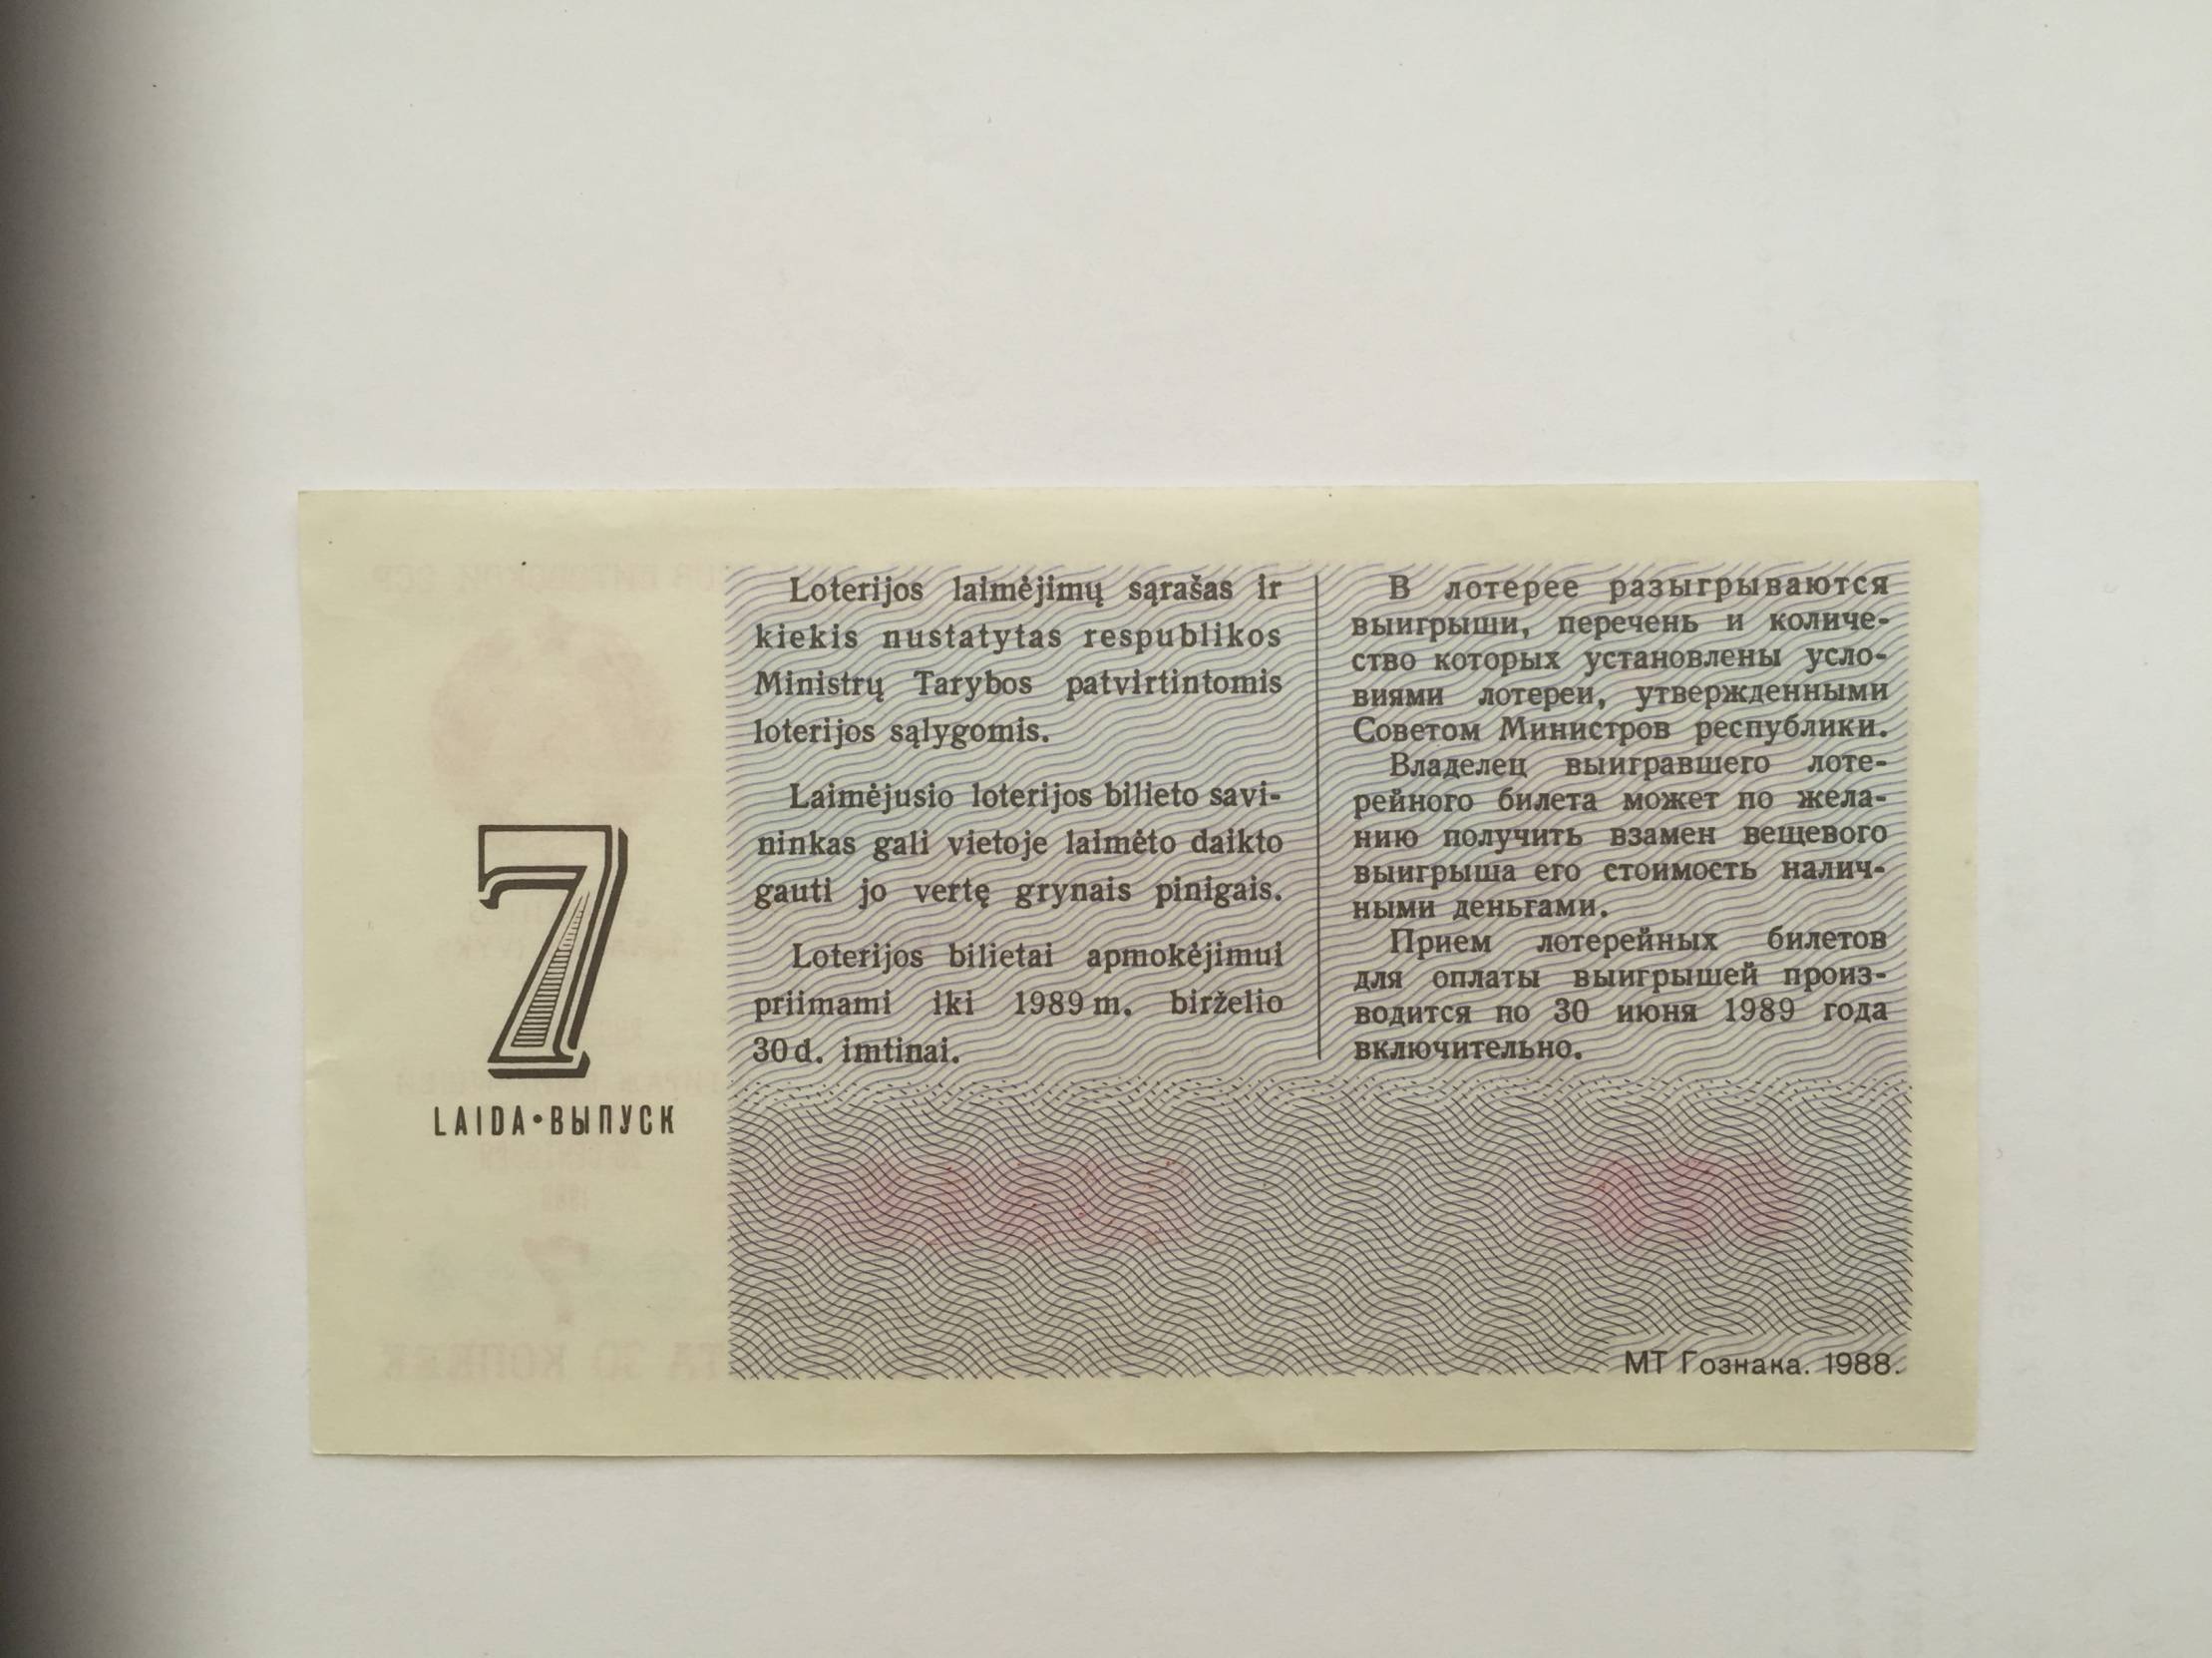 Loterijos laimėjimų sąrašas ir
kiekis nustatytas respublikos
Ministrų Tarybos patvirtintomis
loterijos sąlygomis.
Laimėjusio loterijos bilieto savi-
ninkas gali vietoje laimėto daikto
gauti jo vertę grynais pinigais.
Loterijos bilietai apmokėjimui
priimami iki 1989 m. birželio
30 d. imtinai.
В лотерее разыгрываются
выигрыши, перечень и количе-
ство которых установлены усло-
виями лотереи, утвержденными
Советом Министров республики.
Владелец выигравшего лоте-
рейного билета может по жела-
нию получить взамен вещевого
выигрыша его стоимость налич-
ными деньгами.
Прием лотерейных билетов
для оплаты выигрышей произ-
водится по 30 июня 1989 года
включительно.
7
LAIDA•ВЫПУСК
МТ Гознака. 1988.